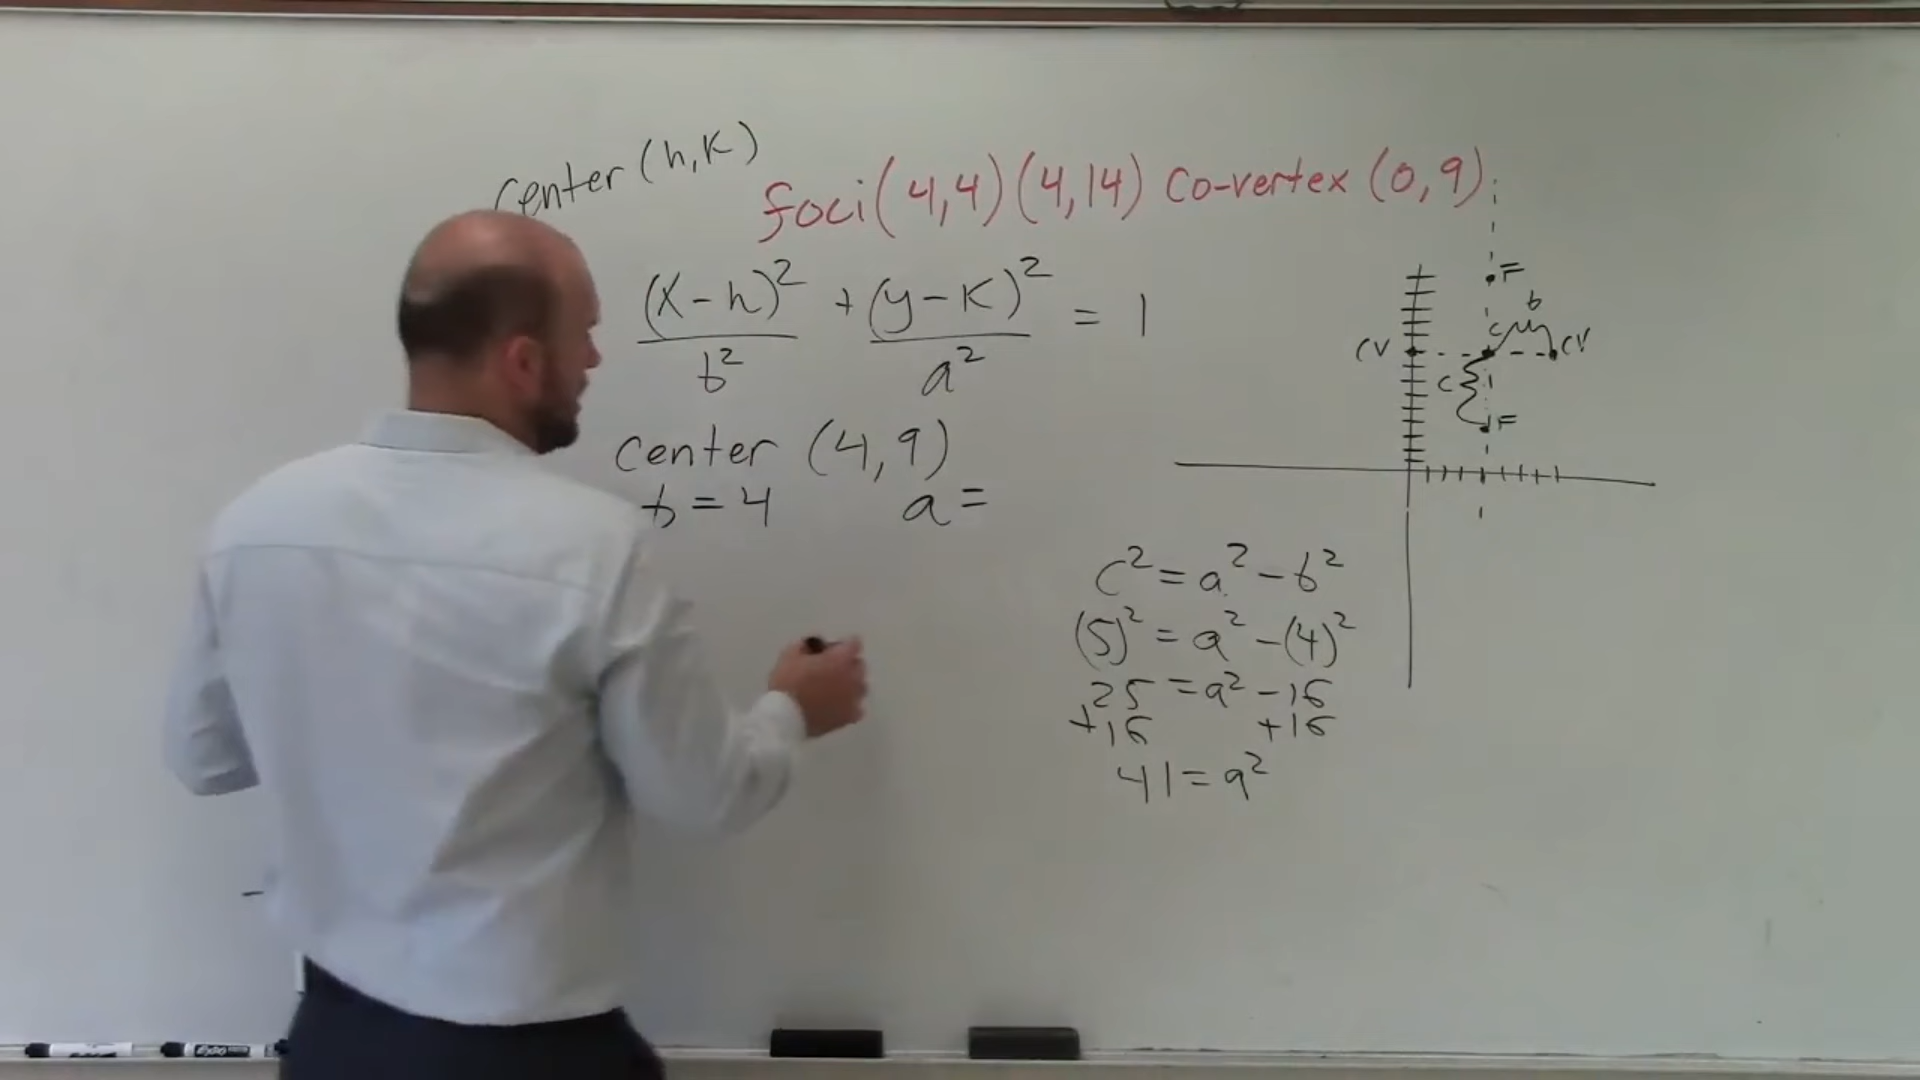 center (h,k)
foci (4,4) (4,14) co-vertex (0,9)
(x-h)² / b² + (y-k)² / a² = 1
center (4,9)
b = 4 a =
F
b
c
CV CV
c
F
c² = a² - b²
(5)² = a² - (4)²
25 = a² - 16
+16 +16
41 = a²
EXPO